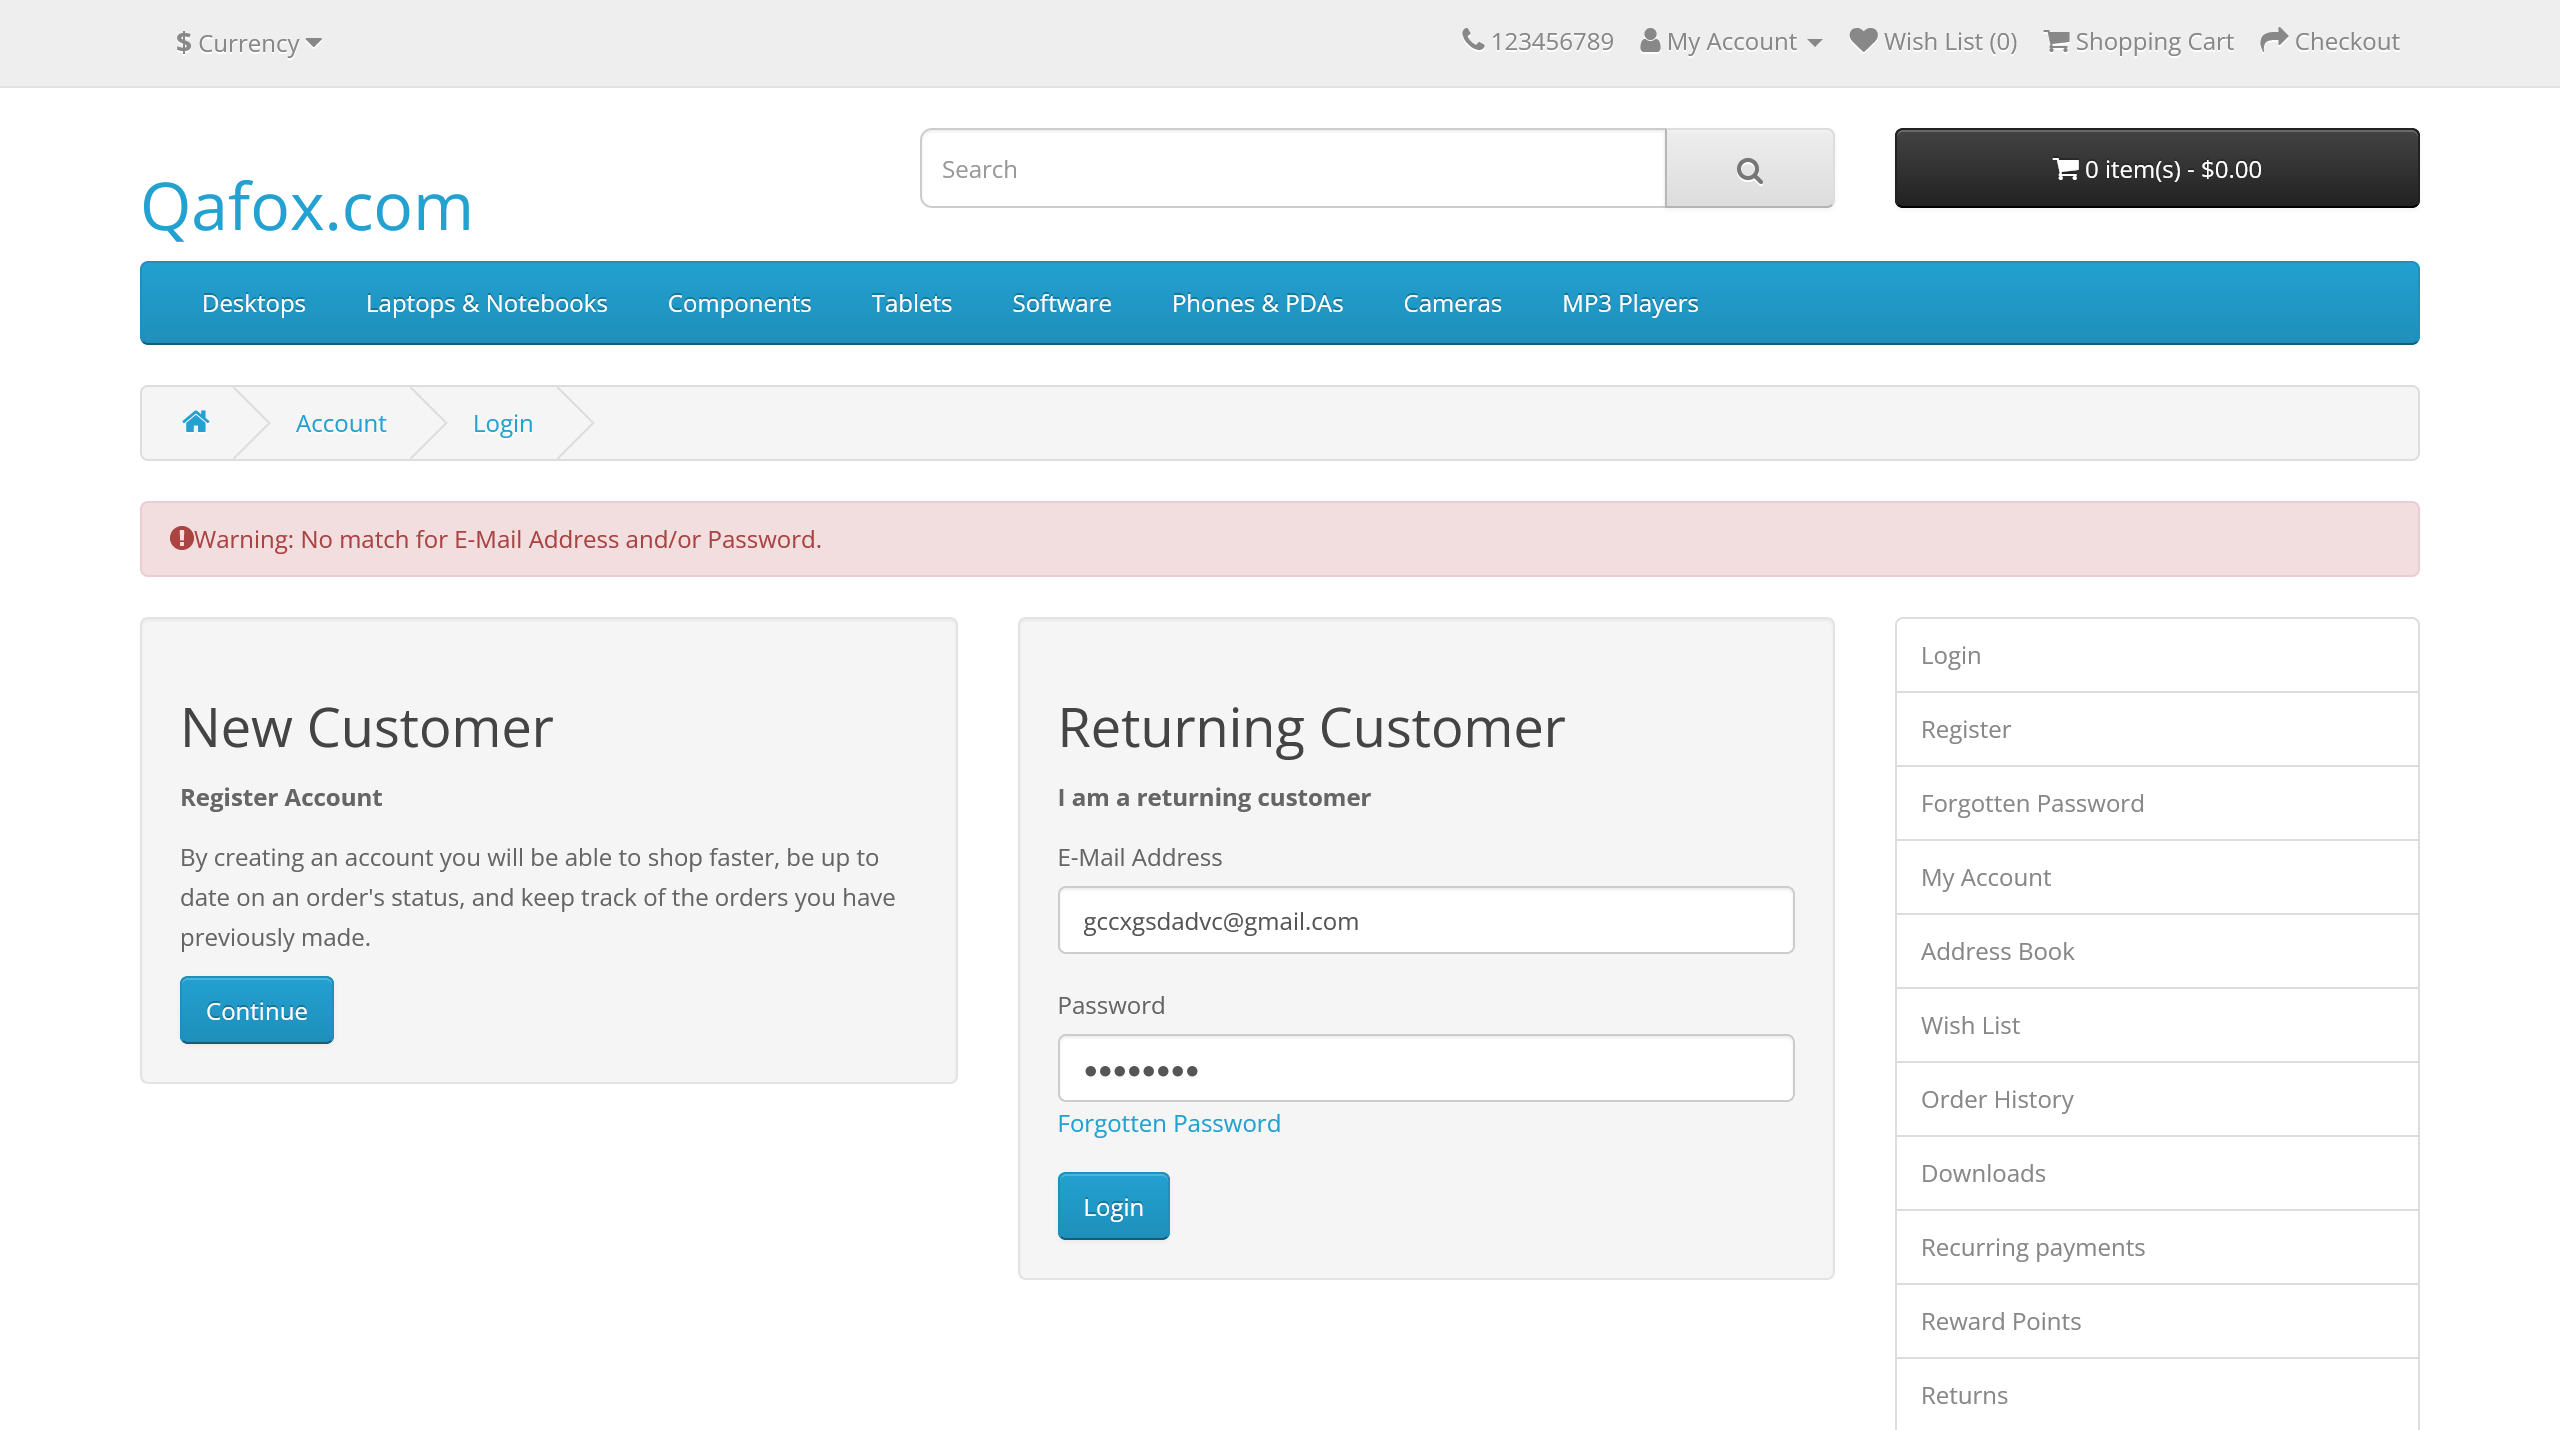 $ Currency
123456789 My Account Wish List (0) Shopping Cart Checkout
Qafox.com
Search
0 item(s) - $0.00
Desktops Laptops & Notebooks Components Tablets Software Phones & PDAs Cameras MP3 Players
Account Login
Warning: No match for E-Mail Address and/or Password.
New Customer
Register Account
By creating an account you will be able to shop faster, be up to
date on an order's status, and keep track of the orders you have
previously made.
Continue
Returning Customer
I am a returning customer
E-Mail Address
gccxgsdadvc@gmail.com
Password
••••••••
Forgotten Password
Login
Login
Register
Forgotten Password
My Account
Address Book
Wish List
Order History
Downloads
Recurring payments
Reward Points
Returns